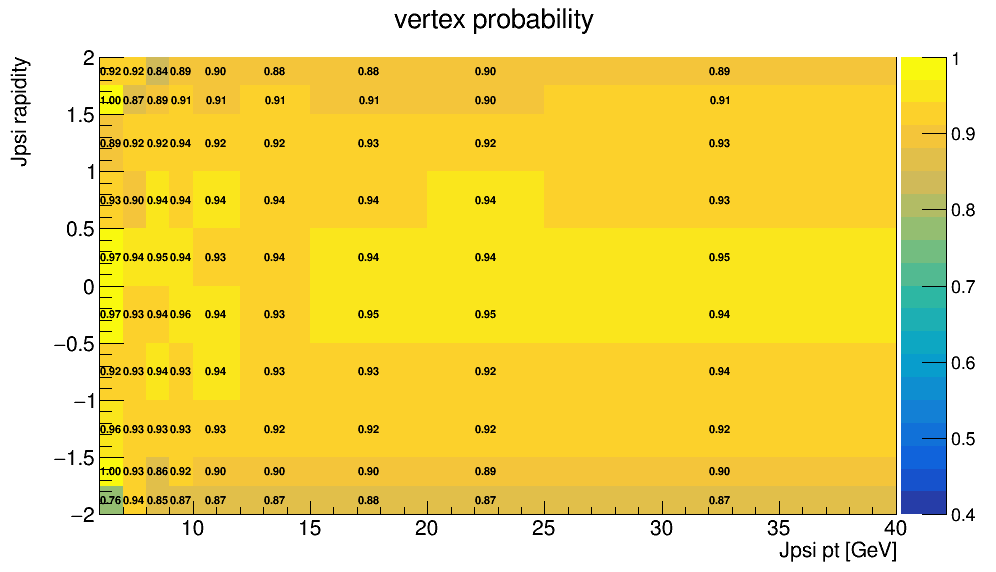 vertex probability
Jpsi rapidity
2
1.5
1
0.5
0
−0.5
−1
−1.5
−2
0.92 0.92 0.84 0.89 0.90 0.88 0.88 0.90 0.89
1.00 0.87 0.89 0.91 0.91 0.91 0.91 0.90 0.91
0.89 0.92 0.92 0.94 0.92 0.92 0.93 0.92 0.93
0.93 0.90 0.94 0.94 0.94 0.94 0.94 0.94 0.93
0.97 0.94 0.95 0.94 0.93 0.94 0.94 0.94 0.95
0.97 0.93 0.94 0.96 0.94 0.93 0.95 0.95 0.94
0.92 0.93 0.94 0.93 0.94 0.93 0.93 0.92 0.94
0.96 0.93 0.93 0.93 0.93 0.92 0.92 0.92 0.92
1.00 0.93 0.86 0.92 0.90 0.90 0.90 0.89 0.90
0.76 0.94 0.85 0.87 0.87 0.87 0.88 0.87 0.87
10 15 20 25 30 35 40
Jpsi pt [GeV]
1
0.9
0.8
0.7
0.6
0.5
0.4